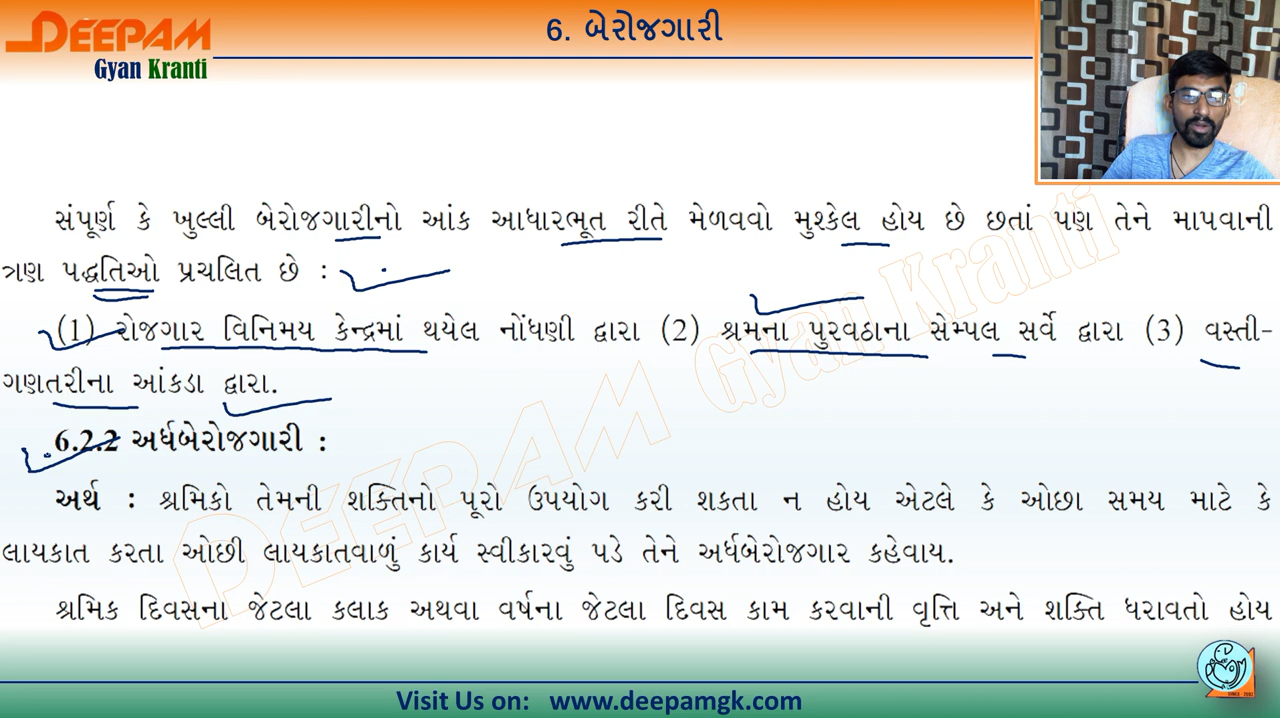 DEEPAM
Gyan Kranti
6. બેરોજગારી
સંપૂર્ણ કે ખુલ્લી બેરોજગારીનો આંક આધારભૂત રીતે મેળવવો મુશ્કેલ હોય છે છતાં પણ તેને માપવાની
ત્રણ પદ્ધતિઓ પ્રચલિત છે :
(1) રોજગાર વિનિમય કેન્દ્રમાં થયેલ નોંધણી દ્વારા (2) શ્રમના પુરવઠાના સેમ્પલ સર્વે દ્વારા (3) વસ્તી-
ગણતરીના આંકડા દ્વારા.
6.2.2 અર્ધબેરોજગારી :
અર્થ : શ્રમિકો તેમની શક્તિનો પૂરો ઉપયોગ કરી શકતા ન હોય એટલે કે ઓછા સમય માટે કે
લાયકાત કરતા ઓછી લાયકાતવાળું કાર્ય સ્વીકારવું પડે તેને અર્ધબેરોજગાર કહેવાય.
શ્રમિક દિવસના જેટલા કલાક અથવા વર્ષના જેટલા દિવસ કામ કરવાની વૃત્તિ અને શક્તિ ધરાવતો હોય
DEEPAM Gyan Kranti
Visit Us on: www.deepamgk.com